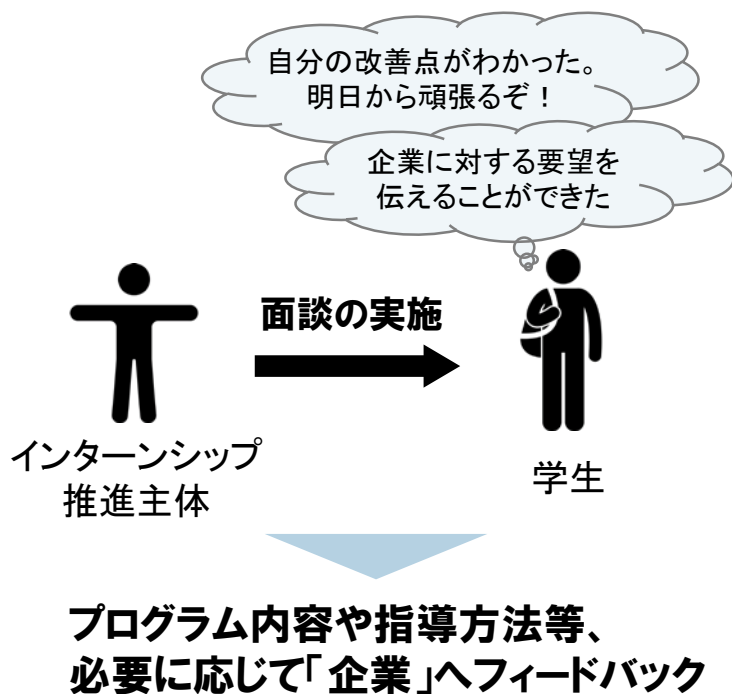 自分の改善点がわかった。
明日から頑張るぞ！
企業に対する要望を
伝えることができた
面談の実施
インターンシップ
推進主体
学生
プログラム内容や指導方法等、
必要に応じて「企業」へフィードバック